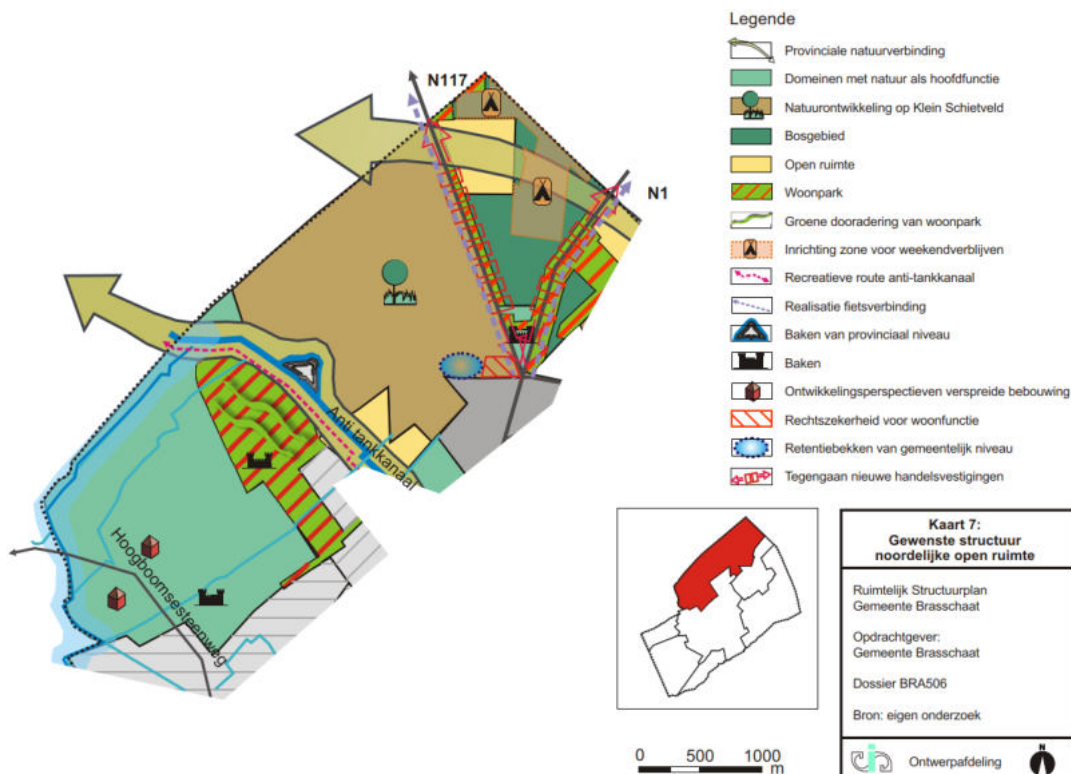 Legende
Provinciale natuurverbinding
Domeinen met natuur als hoofdfunctie
Natuurontwikkeling op Klein Schietveld
Bosgebied
Open ruimte
Woonpark
Groene dooradering van woonpark
Inrichting zone voor weekendverblijven
Recreatieve route anti-tankkanaal
Realisatie fietsverbinding
Baken van provinciaal niveau
Baken
Ontwikkelingsperspectieven verspreide bebouwing
Rechtszekerheid voor woonfunctie
Retentiebekken van gemeentelijk niveau
Tegengaan nieuwe handelsvestigingen
N117
N1
Anti tankkanaal
Hoogboomsesteenweg
Kaart 7:
Gewenste structuur
noordelijke open ruimte
Ruimtelijk Structuurplan
Gemeente Brasschaat
Opdrachtgever:
Gemeente Brasschaat
Dossier BRA506
Bron: eigen onderzoek
Ontwerpafdeling
N
0 500 1000
m